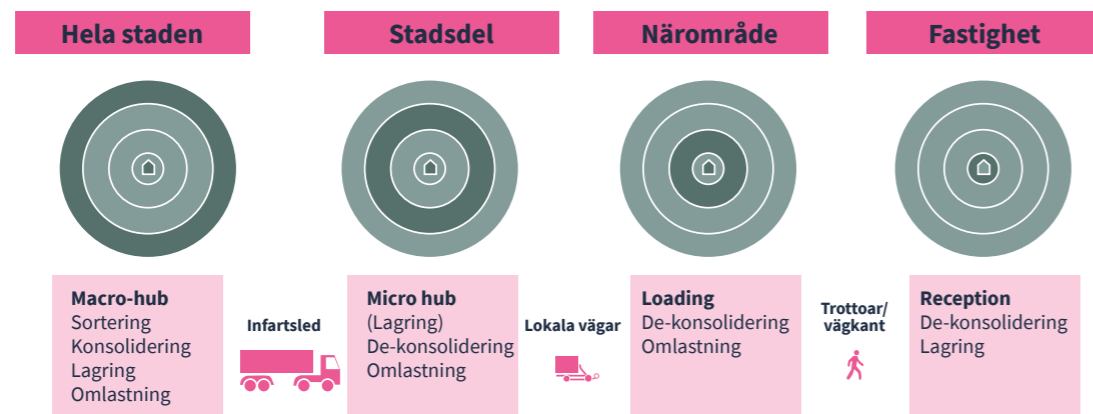 Hela staden
Stadsdel
Närområde
Fastighet
Macro-hub
Sortering
Konsolidering
Lagring
Omlastning
Infartsled
Micro hub
(Lagring)
De-konsolidering
Omlastning
Lokala vägar
Loading
De-konsolidering
Omlastning
Trottoar/
vägkant
Reception
De-konsolidering
Lagring